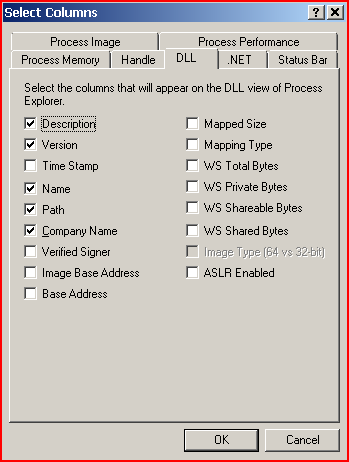 Select Columns
Process Image
Process Performance
Process Memory
Handle
DLL
.NET
Status Bar
Select the columns that will appear on the DLL view of Process
Explorer.
Description
Version
Time Stamp
Name
Path
Company Name
Verified Signer
Image Base Address
Base Address
Mapped Size
Mapping Type
WS Total Bytes
WS Private Bytes
WS Shareable Bytes
WS Shared Bytes
Image Type (64 vs 32-bit)
ASLR Enabled
OK
Cancel